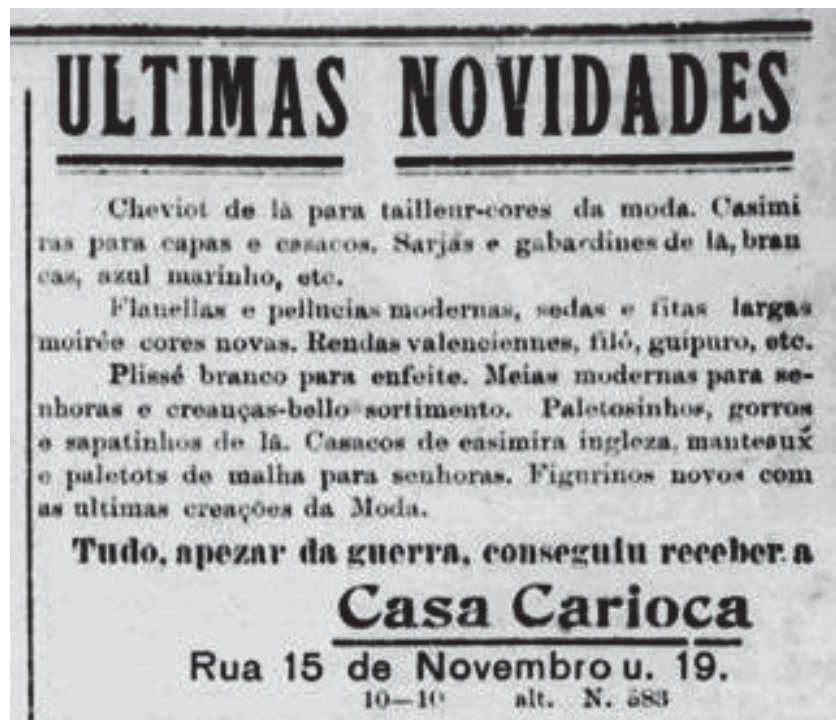 ULTIMAS NOVIDADES
Cheviot de lã para tailleur-cores da moda. Casimi
ras para capas e casacos. Sarjas e gabardines de lã, bran
cas, azul marinho, etc.
Flanellas e pellucias modernas, sedas e fitas largas
moirée cores novas. Rendas valenciennes, filó, guipuro, etc.
Plissé branco para enfeite. Meias modernas para se-
nhoras e creanças-bello sortimento. Paletosinhos, gorros
e sapatinhos de lã. Casacos de casimira ingleza, manteaux
e paletots de malha para senhoras. Figurinos novos com
as ultimas creações da Moda.
Tudo, apezar da guerra, conseguiu receber a
Casa Carioca
Rua 15 de Novembro u. 19.
alt. N. 583